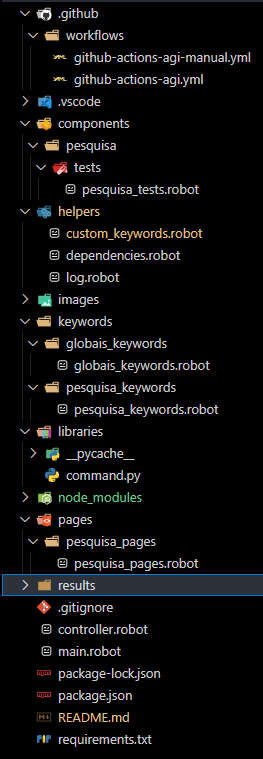 .github
workflows
github-actions-agi-manual.yml
github-actions-agi.yml
.vscode
components
pesquisa
tests
pesquisa_tests.robot
helpers
custom_keywords.robot
dependencies.robot
log.robot
images
keywords
globais_keywords
globais_keywords.robot
pesquisa_keywords
pesquisa_keywords.robot
libraries
__pycache__
command.py
node_modules
pages
pesquisa_pages
pesquisa_pages.robot
results
.gitignore
controller.robot
main.robot
package-lock.json
package.json
README.md
requirements.txt